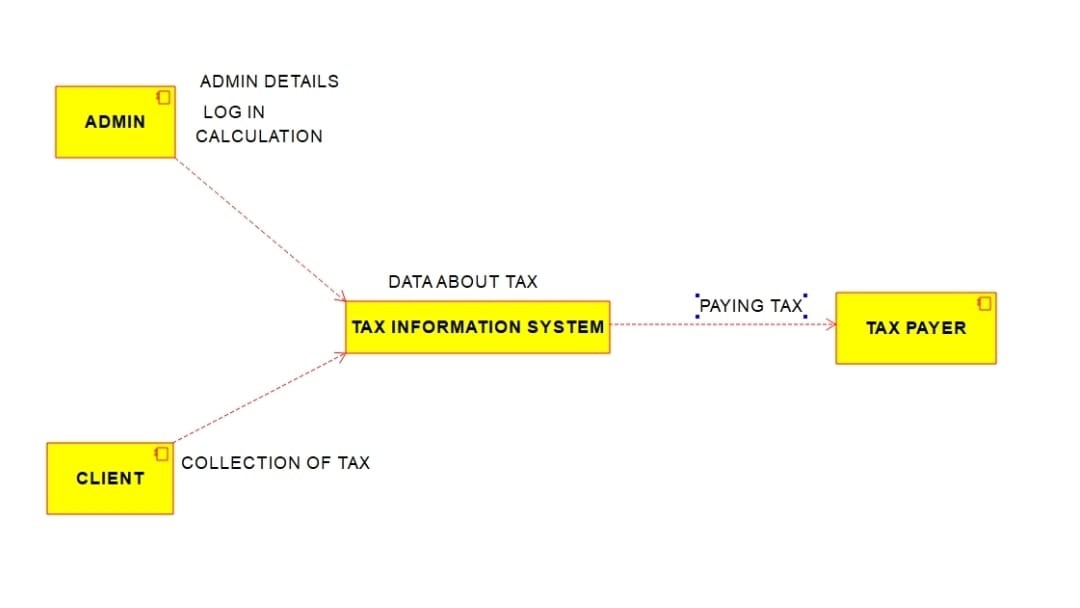 ADMIN DETAILS
LOG IN
ADMIN
CALCULATION
DATA ABOUT TAX
PAYING TAX
TAX INFORMATION SYSTEM
TAX PAYER
COLLECTION OF TAX
CLIENT